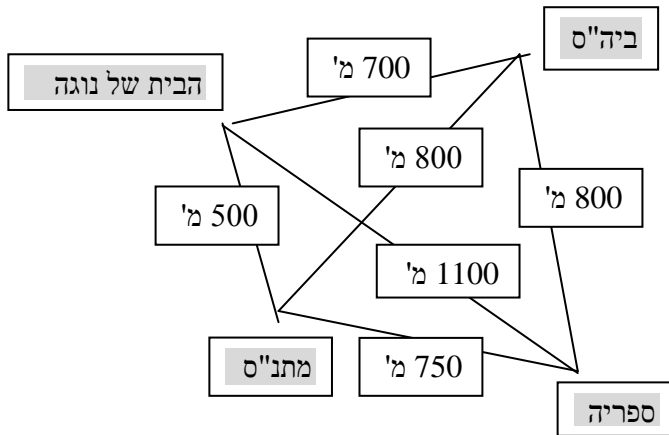 ביה"ס
700 מ'
הבית של נוגה
800 מ'
800 מ'
500 מ'
1100 מ'
מתנ"ס
750 מ'
ספריה